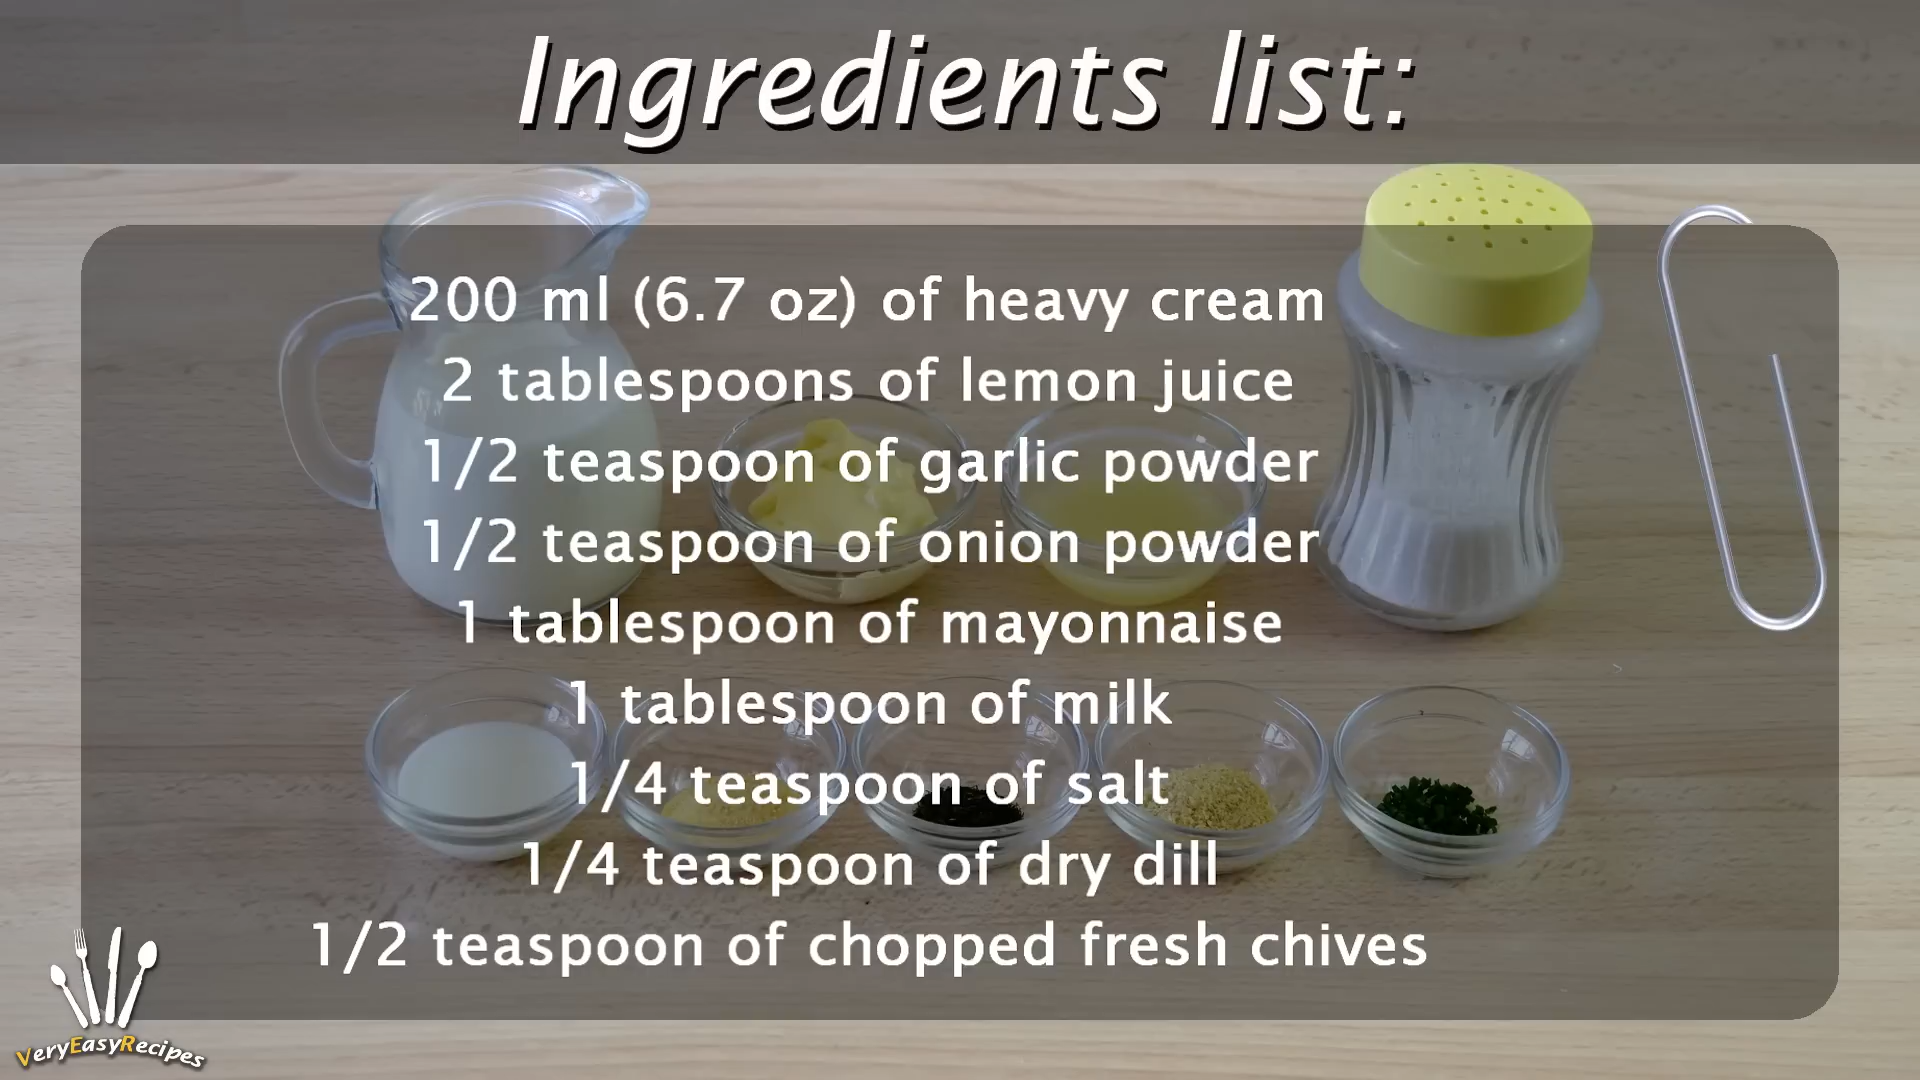 Ingredients list:
200 ml (6.7 oz) of heavy cream
2 tablespoons of lemon juice
1/2 teaspoon of garlic powder
1/2 teaspoon of onion powder
1 tablespoon of mayonnaise
1 tablespoon of milk
1/4 teaspoon of salt
1/4 teaspoon of dry dill
1/2 teaspoon of chopped fresh chives
VeryEasyRecipes